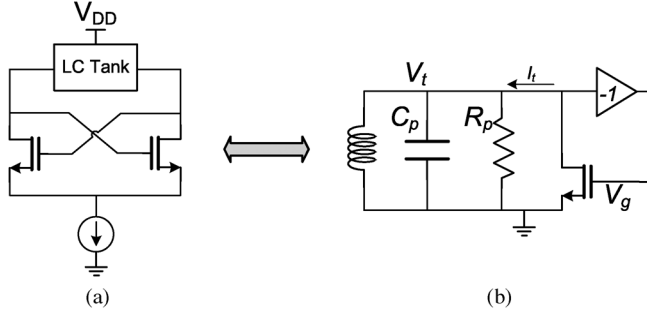 V_DD
LC Tank
V_t
I_t
C_p
R_p
-1
V_g
(a)
(b)